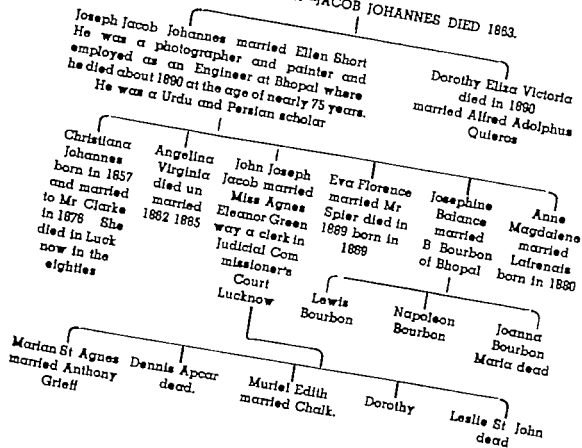 JACOB JOHANNES DIED 1863.
Joseph Jacob Johannes married Ellen Short
He was a photographer and painter and
employed as an Engineer at Bhopal where
he died about 1890 at the age of nearly 75 years.
He was a Urdu and Persian scholar
Dorothy Eliza Victoria
died in 1890
married Alfred Adolphus
Quieros
Christiana
Johannes
born in 1857
and married
to Mr Clarke
in 1876 She
died in Luck
now in the
eighties
Angelina
Virginia
died un
married
1862 1885
John Joseph
Jacob married
Miss Agnes
Eleanor Green
way a clerk in
Judicial Com
missioner's
Court
Lucknow
Eva Florence
married Mr
Spier died in
1889 born in
1869
Josephine
Balance
married
B Bourbon
of Bhopal
Anne
Magdalene
married
Lafrenais
born in 1880
Lewis
Bourbon
Napoleon
Bourbon
Joanna
Bourbon
Maria dead
Marian St Agnes
married Anthony
Grieff
Dennis Apcar
dead.
Muriel Edith
married Chalk.
Dorothy
Leslie St John
dead